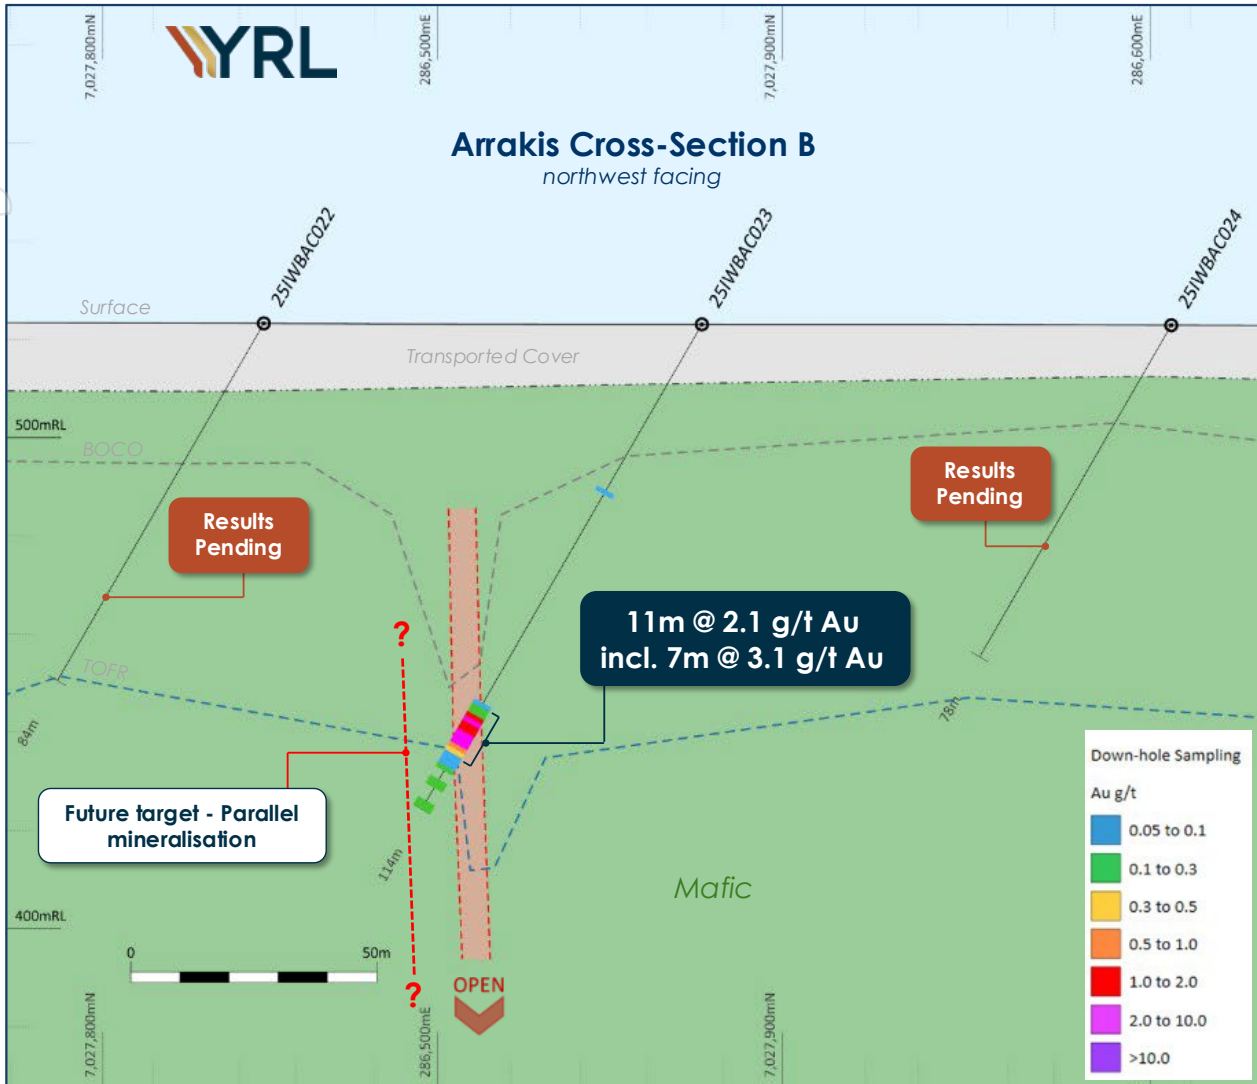 7,027,800mN
286,500mE
7,027,900mN
286,600mE
YRL
Arrakis Cross-Section B
northwest facing
25IWBAC022
25IWBAC023
25IWBAC024
Surface
Transported Cover
500mRL
BOCO
Results
Pending
Results
Pending
11m @ 2.1 g/t Au
incl. 7m @ 3.1 g/t Au
?
TOFR
84m
78m
Future target - Parallel
mineralisation
114m
Mafic
400mRL
0
50m
?
OPEN
Down-hole Sampling
Au g/t
0.05 to 0.1
0.1 to 0.3
0.3 to 0.5
0.5 to 1.0
1.0 to 2.0
2.0 to 10.0
>10.0
7,027,800mN
286,500mE
7,027,900mN